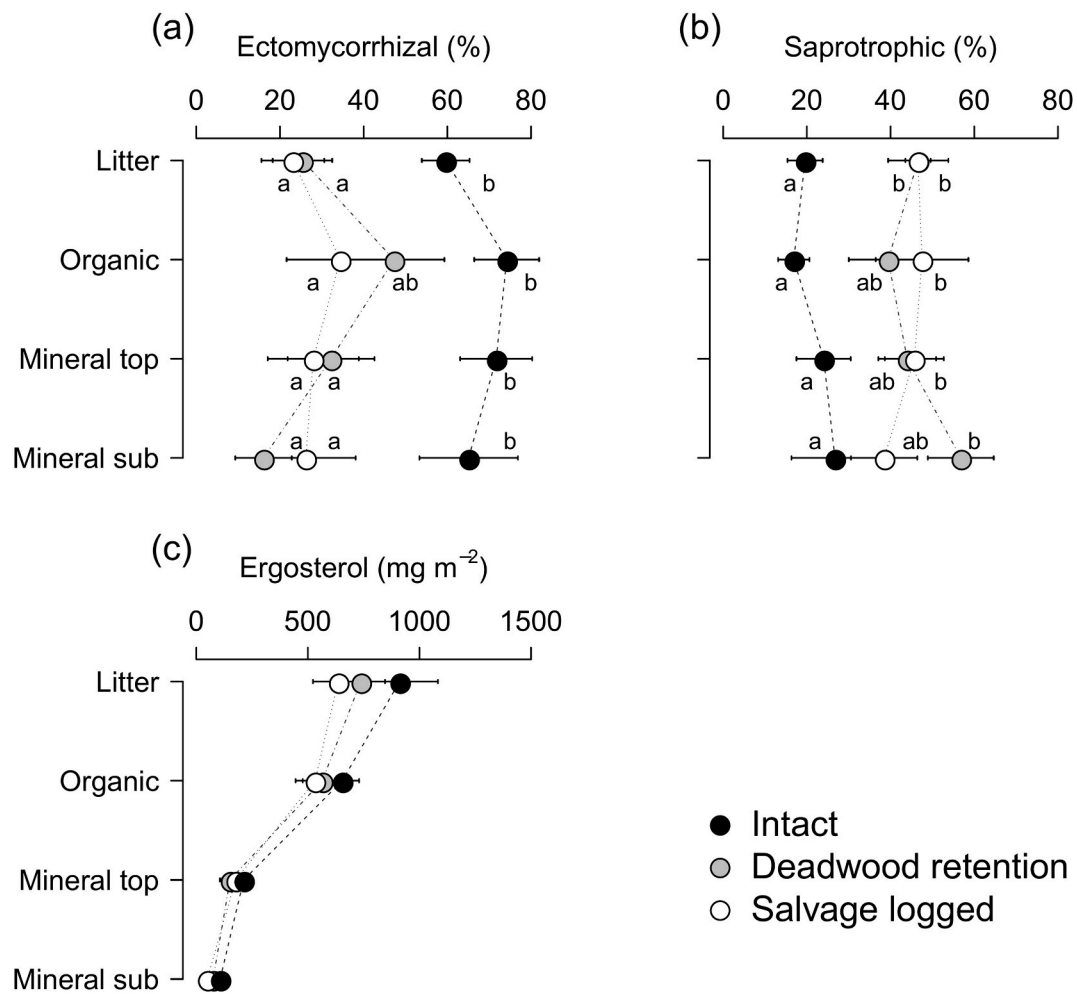 (a)
Ectomycorrhizal (%)
0 20 40 60 80
Litter
a a b
Organic
a ab b
Mineral top
a a b
a a b
Mineral sub
(b)
Saprotrophic (%)
0 20 40 60 80
a b b
a ab b
a ab b
a ab b
(c)
Ergosterol (mg m⁻²)
0 500 1000 1500
Litter
Organic
Mineral top
Mineral sub
Intact
Deadwood retention
Salvage logged